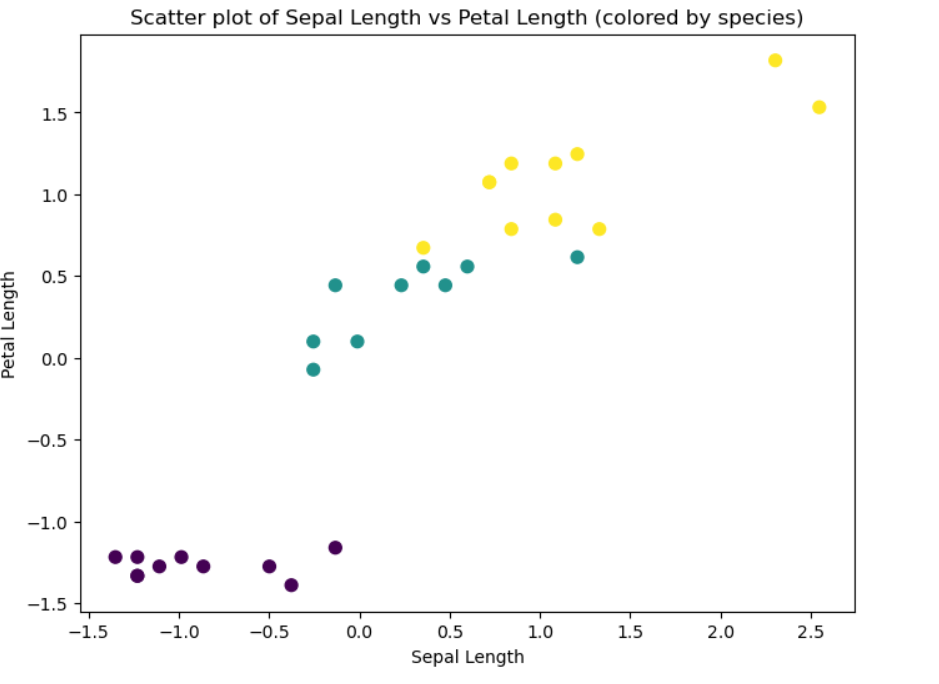 Scatter plot of Sepal Length vs Petal Length (colored by species)
Petal Length
1.5
1.0
0.5
0.0
−0.5
−1.0
−1.5
−1.5 −1.0 −0.5 0.0 0.5 1.0 1.5 2.0 2.5
Sepal Length